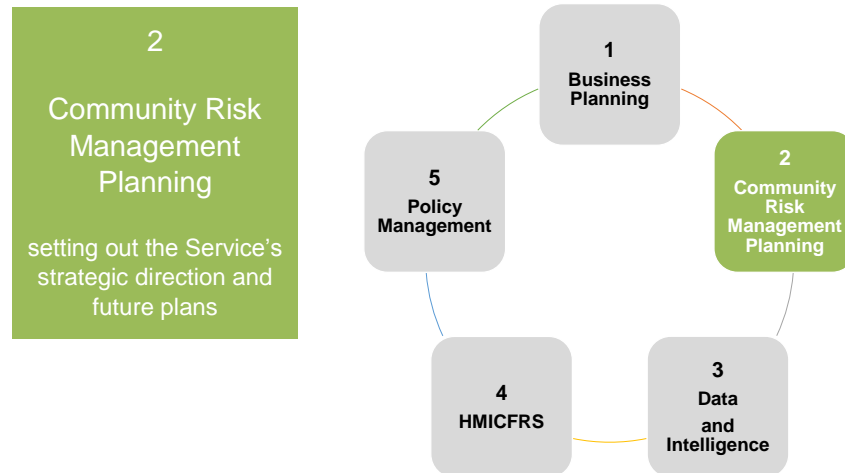 2
Community Risk
Management
Planning
setting out the Service's
strategic direction and
future plans
1
Business
Planning
2
Community
Risk
Management
Planning
3
Data
and
Intelligence
4
HMICFRS
5
Policy
Management